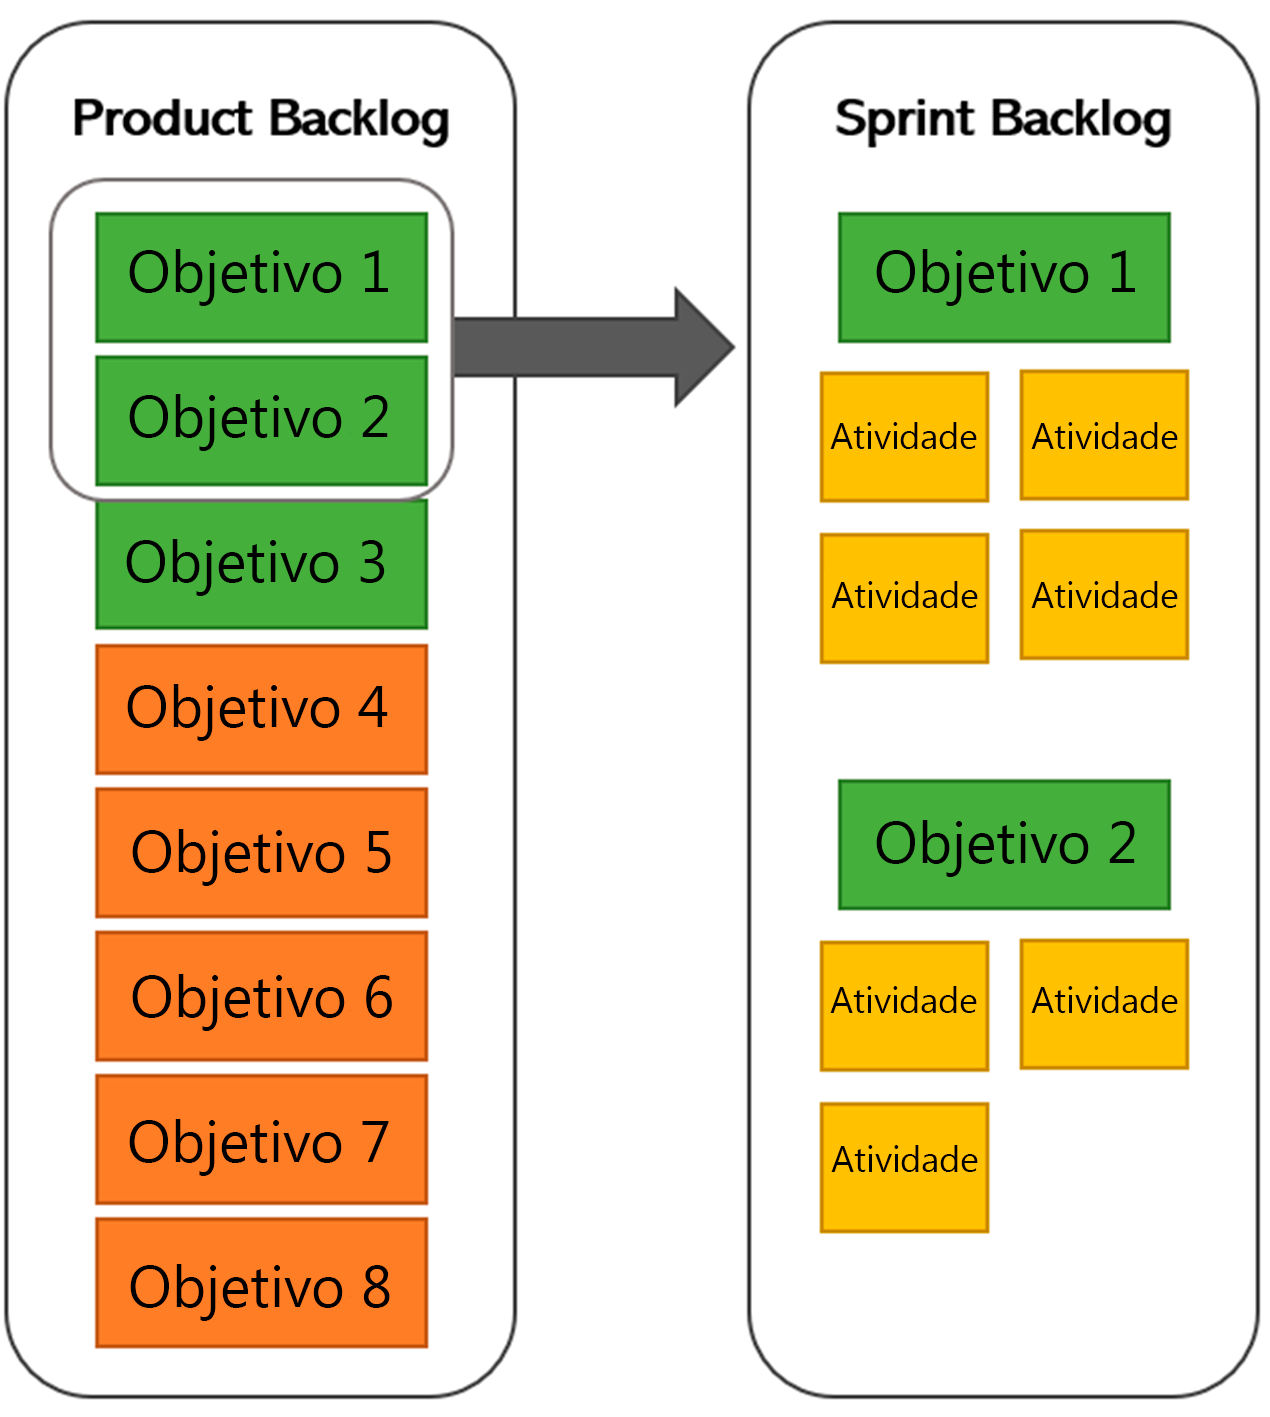 Product Backlog
Objetivo 1
Objetivo 2
Objetivo 3
Objetivo 4
Objetivo 5
Objetivo 6
Objetivo 7
Objetivo 8
Sprint Backlog
Objetivo 1
Atividade Atividade
Atividade Atividade
Objetivo 2
Atividade Atividade
Atividade